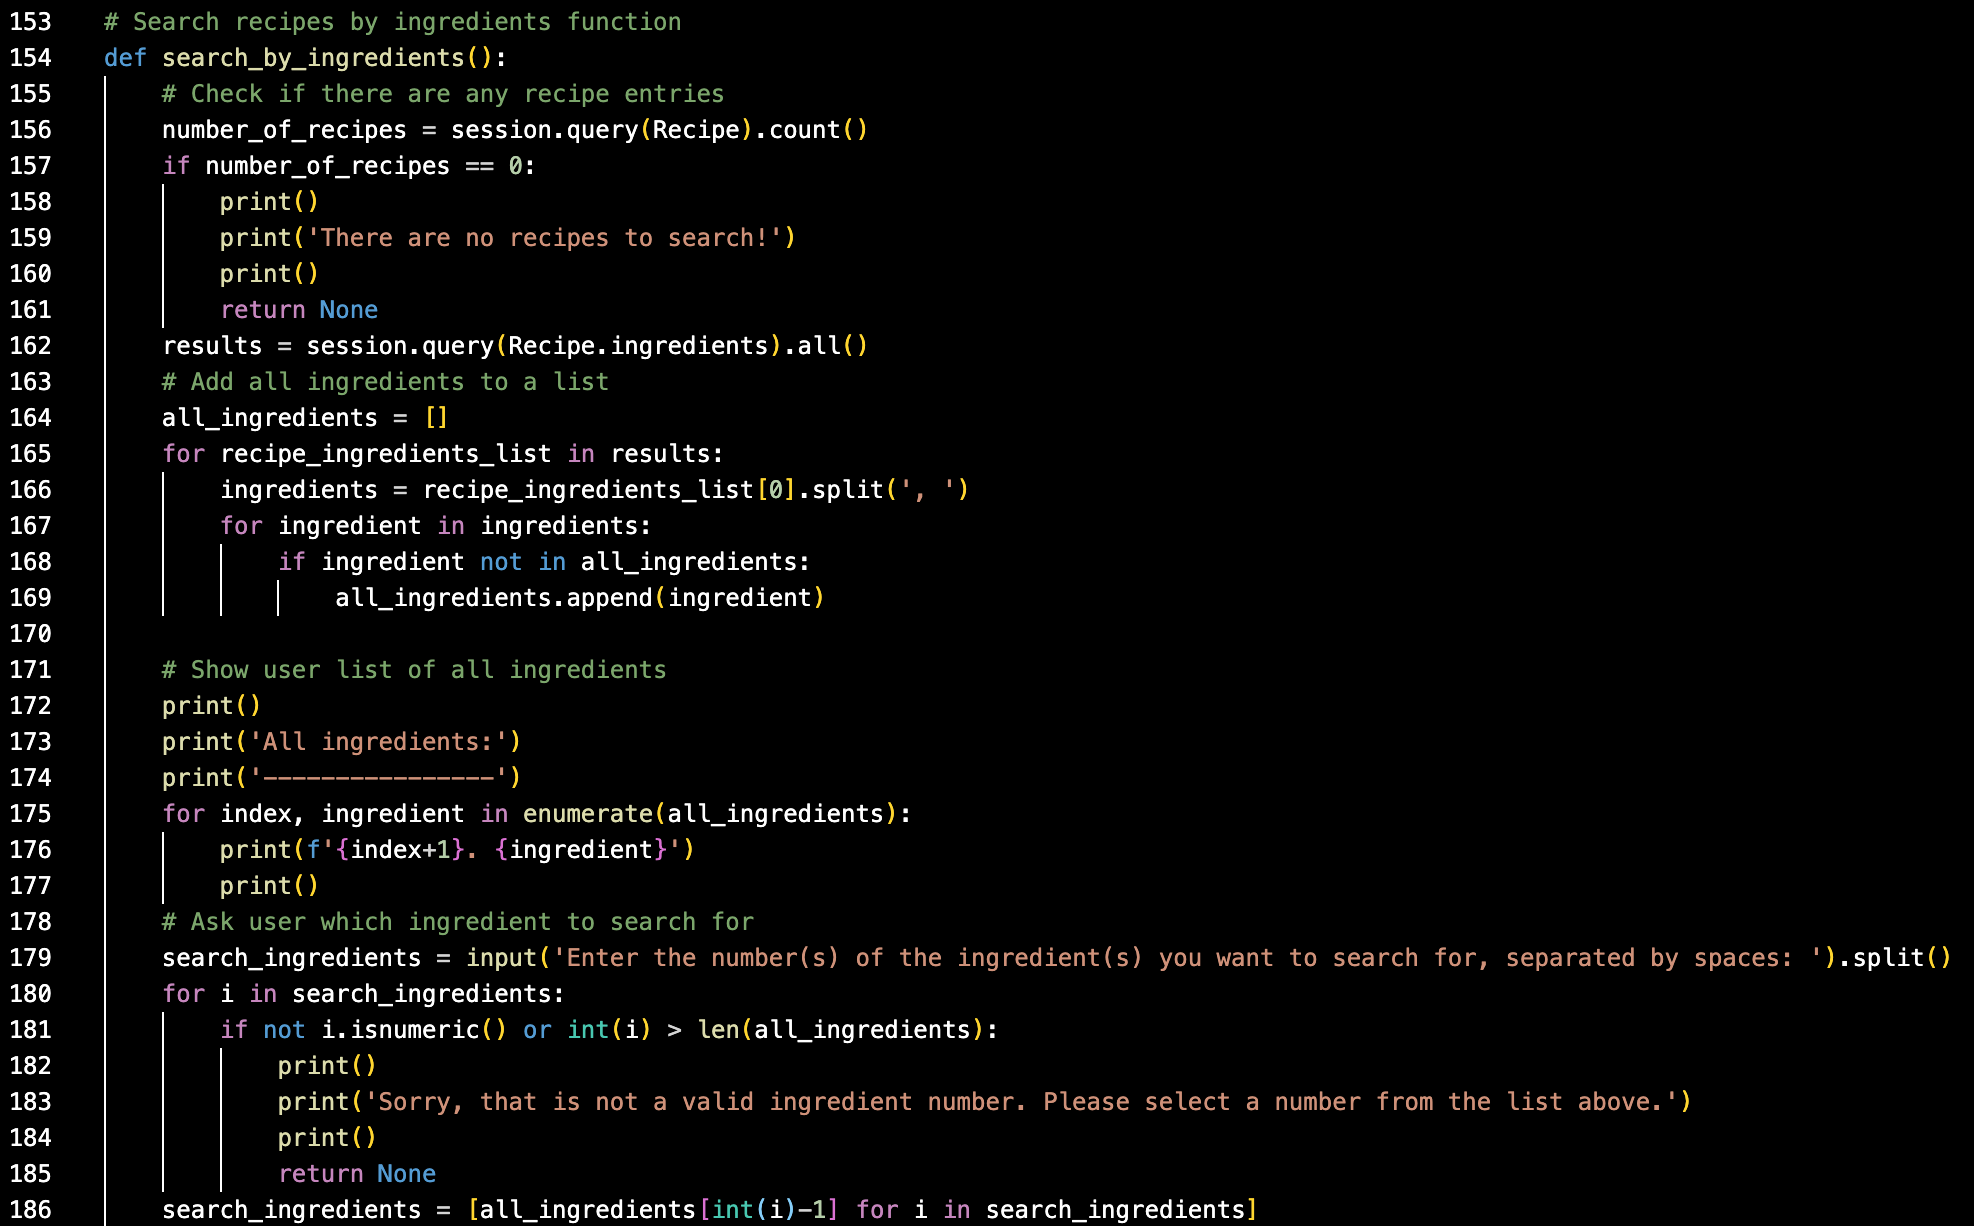 153 # Search recipes by ingredients function
154 def search_by_ingredients():
155     # Check if there are any recipe entries
156     number_of_recipes = session.query(Recipe).count()
157     if number_of_recipes == 0:
158         print()
159         print('There are no recipes to search!')
160         print()
161         return None
162     results = session.query(Recipe.ingredients).all()
163     # Add all ingredients to a list
164     all_ingredients = []
165     for recipe_ingredients_list in results:
166         ingredients = recipe_ingredients_list[0].split(', ')
167         for ingredient in ingredients:
168             if ingredient not in all_ingredients:
169                 all_ingredients.append(ingredient)
170
171     # Show user list of all ingredients
172     print()
173     print('All ingredients:')
174     print('----------------')
175     for index, ingredient in enumerate(all_ingredients):
176         print(f'{index+1}. {ingredient}')
177         print()
178     # Ask user which ingredient to search for
179     search_ingredients = input('Enter the number(s) of the ingredient(s) you want to search for, separated by spaces: ').split()
180     for i in search_ingredients:
181         if not i.isnumeric() or int(i) > len(all_ingredients):
182             print()
183             print('Sorry, that is not a valid ingredient number. Please select a number from the list above.')
184             print()
185             return None
186     search_ingredients = [all_ingredients[int(i)-1] for i in search_ingredients]